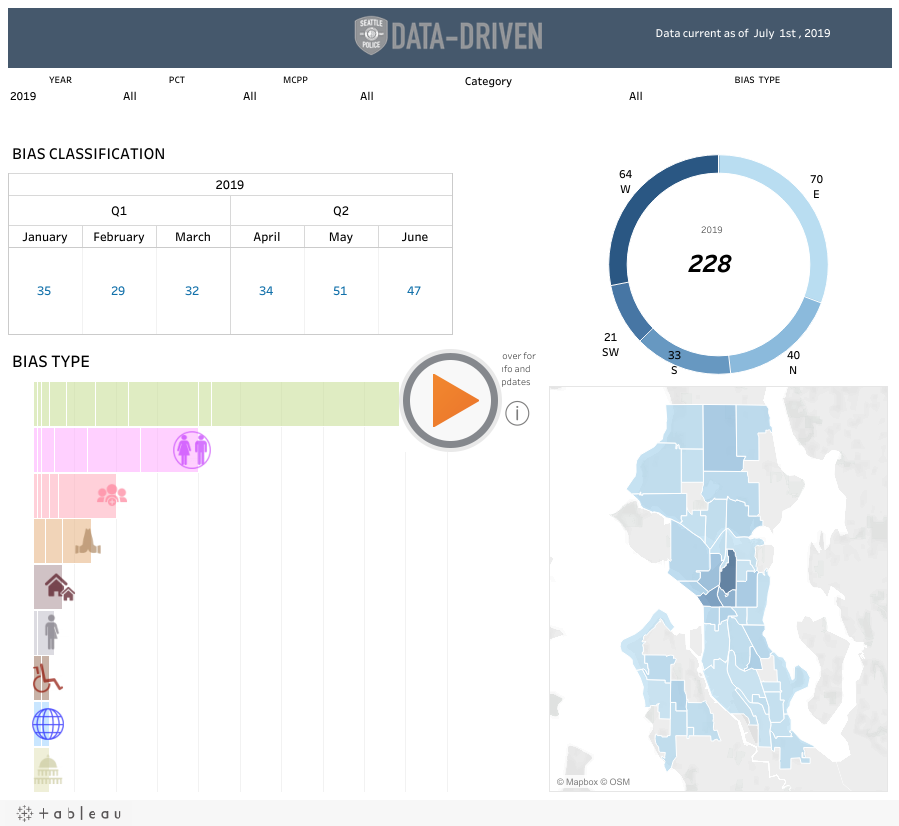 SEATTLE
POLICE
DATA-DRIVEN
Data current as of July 1st , 2019
YEAR PCT MCPP Category BIAS TYPE
2019 All All All All
BIAS CLASSIFICATION
2019
Q1 Q2
January February March April May June
35 29 32 34 51 47
64
W
70
E
2019
228
21
SW
33
S
40
N
BIAS TYPE
over for
nfo and
pdates
i
© Mapbox © OSM
+ableau